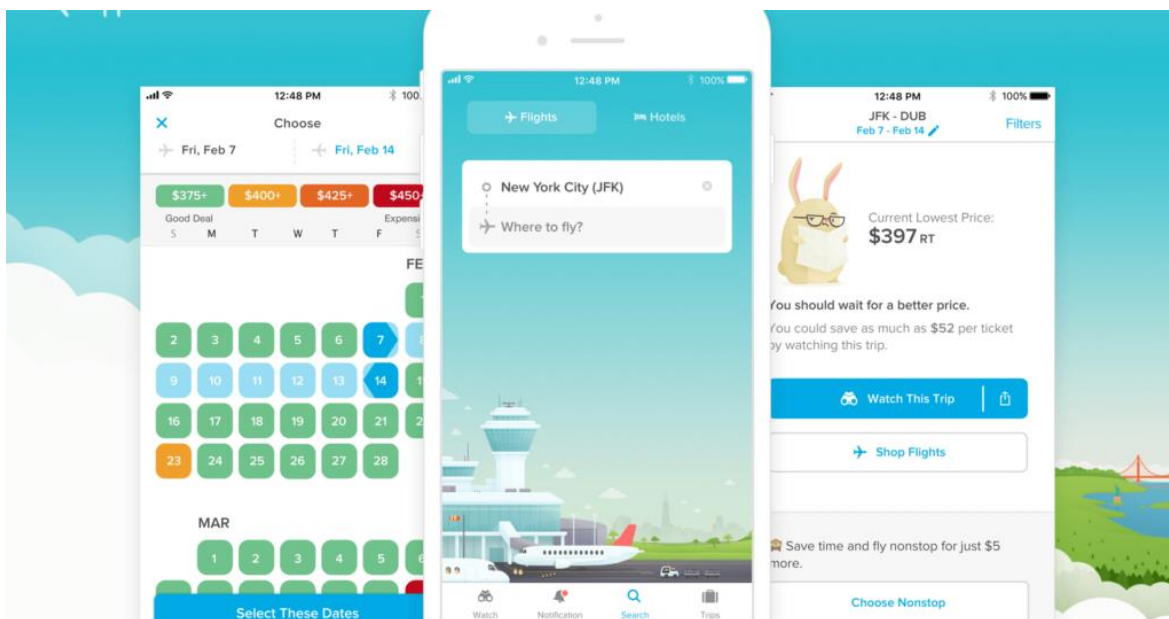 12:48 PM
100
Choose
Fri, Feb 7
Fri, Feb 14
$375+ $400+ $425+ $450
Good Deal
S M T W T F S
2 3 4 5 6 7 8
9 10 11 12 13 14
16 17 18 19 20 21 2
23 24 25 26 27 28
MAR
1 2 3 4 5 6
Select These Dates
12:48 PM
100%
Flights
Hotels
New York City (JFK)
Where to fly?
Watch
Notification
Search
Trips
12:48 PM
100%
JFK - DUB
Feb 7 - Feb 14
Filters
Current Lowest Price:
$397 RT
You should wait for a better price.
You could save as much as $52 per ticket
by watching this trip.
Watch This Trip
Shop Flights
Save time and fly nonstop for just $5
more.
Choose Nonstop